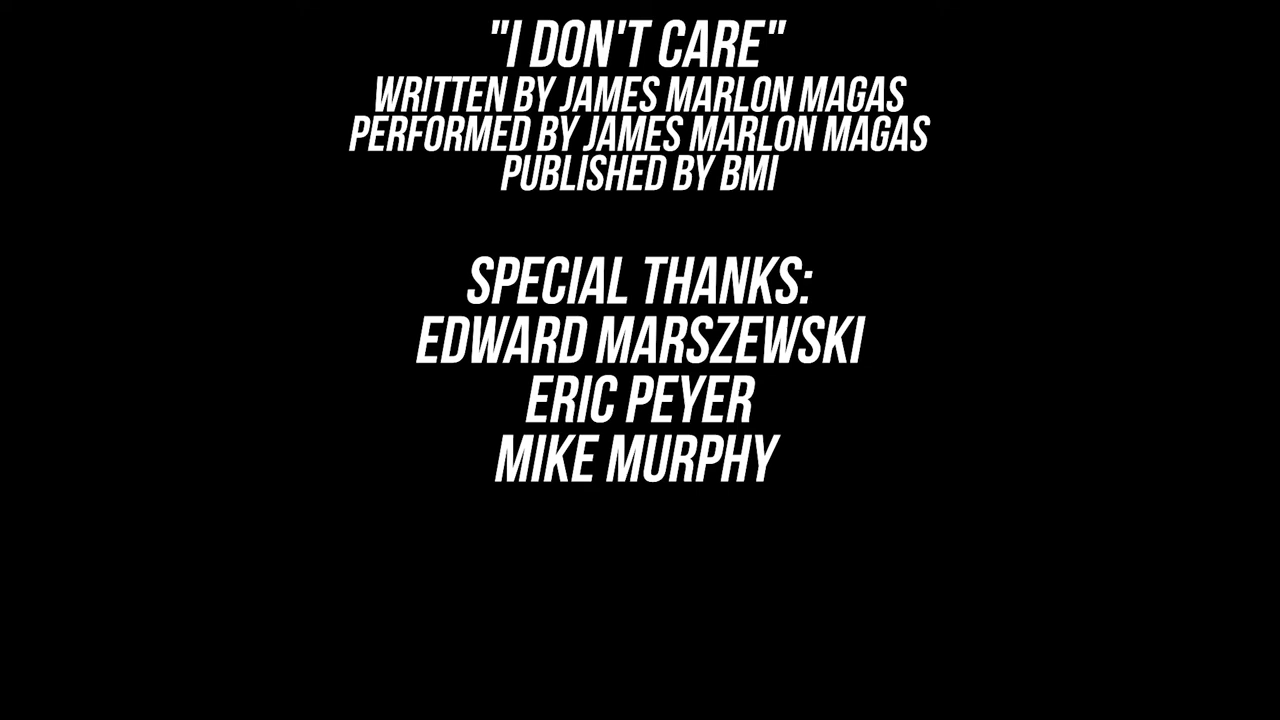 "I DON'T CARE"
WRITTEN BY JAMES MARLON MAGAS
PERFORMED BY JAMES MARLON MAGAS
PUBLISHED BY BMI
SPECIAL THANKS:
EDWARD MARSZEWSKI
ERIC PEYER
MIKE MURPHY